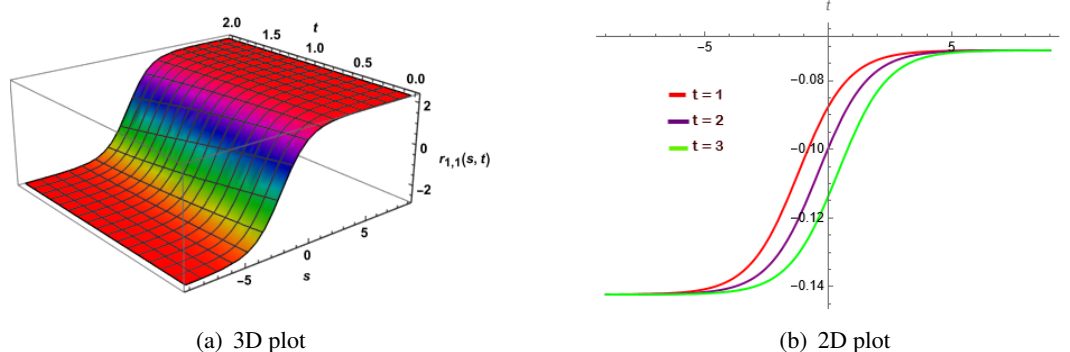 2.0
t
1.5
1.0
0.5
0.0
2
0
r1,1(s, t)
−2
5
0
−5
s
t
−5
5
−0.08
t = 1
t = 2
−0.10
t = 3
−0.12
−0.14
(a) 3D plot
(b) 2D plot